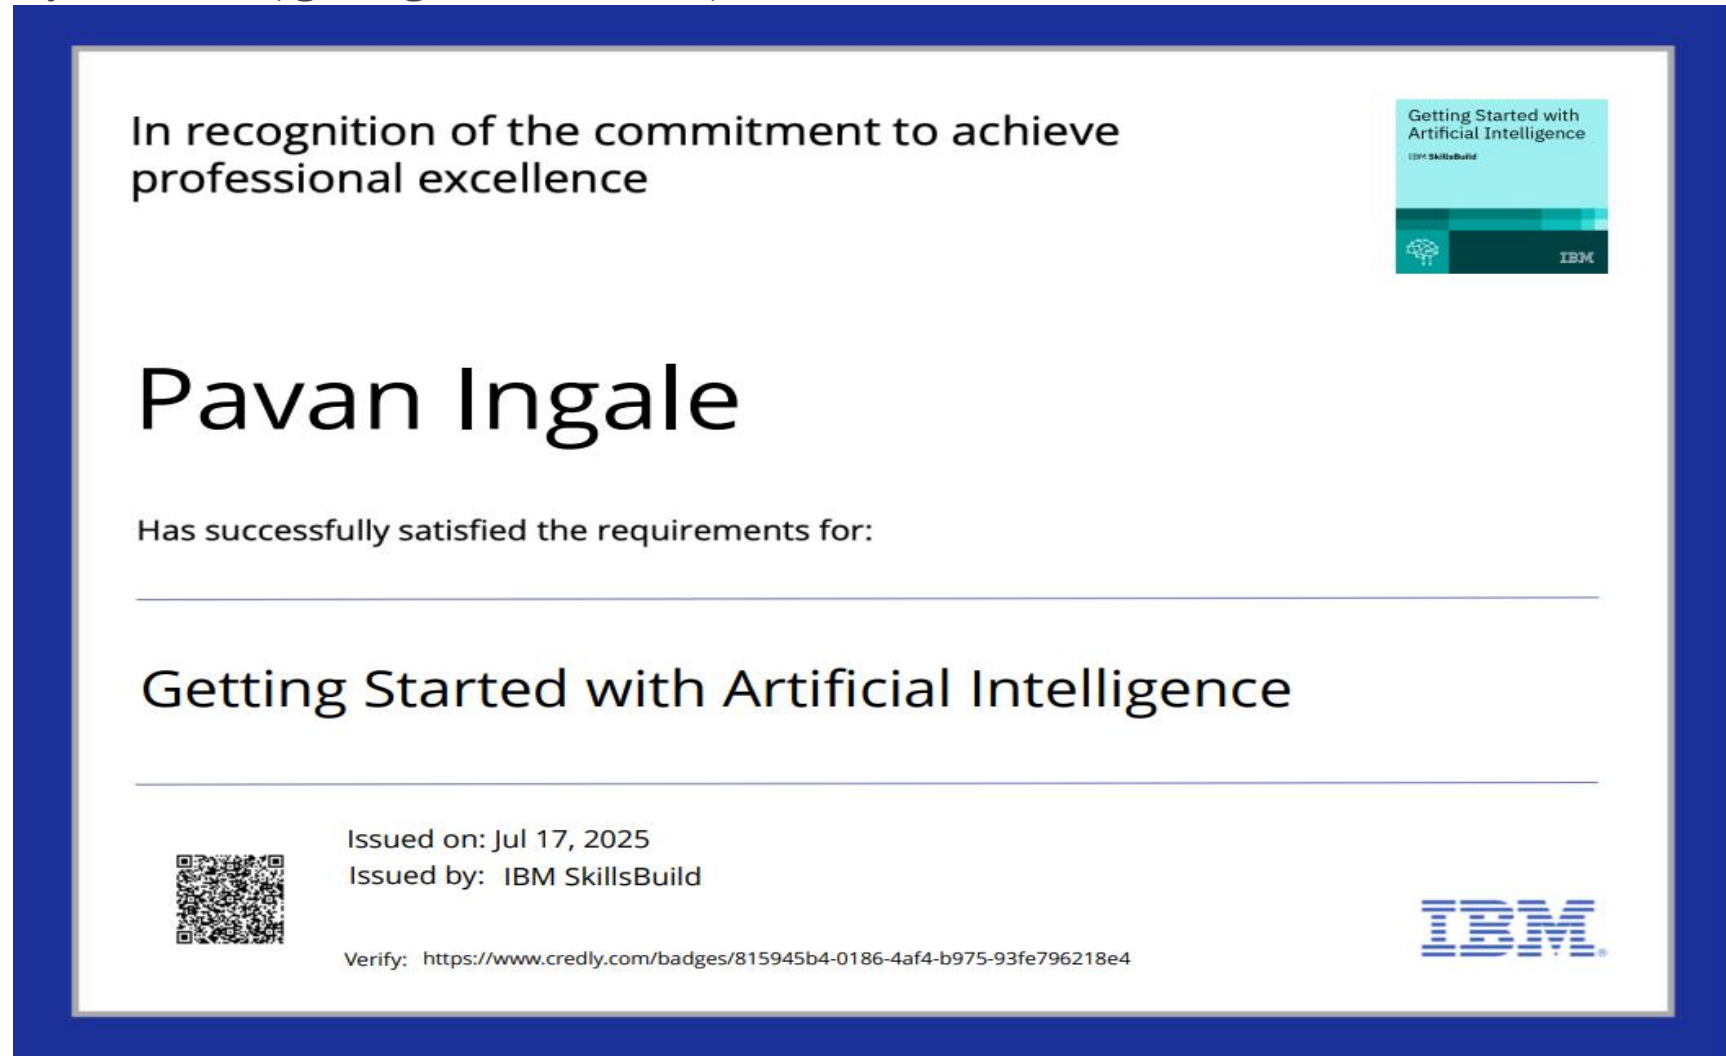 In recognition of the commitment to achieve
professional excellence
Getting Started with
Artificial Intelligence
IBM SkillsBuild
IBM
Pavan Ingale
Has successfully satisfied the requirements for:
Getting Started with Artificial Intelligence
Issued on: Jul 17, 2025
Issued by: IBM SkillsBuild
IBM
Verify: https://www.credly.com/badges/815945b4-0186-4af4-b975-93fe796218e4